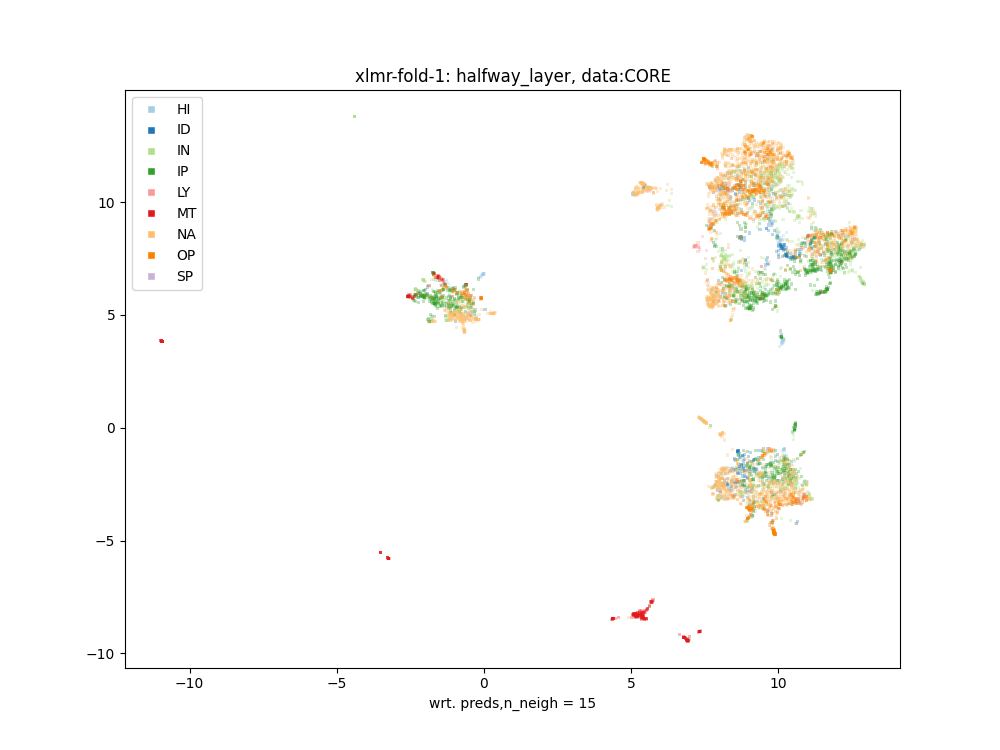 xlmr-fold-1: halfway_layer, data:CORE
HI
ID
IN
IP
LY
MT
NA
OP
SP
10
5
0
−5
−10
−10
−5
0
5
10
wrt. preds,n_neigh = 15